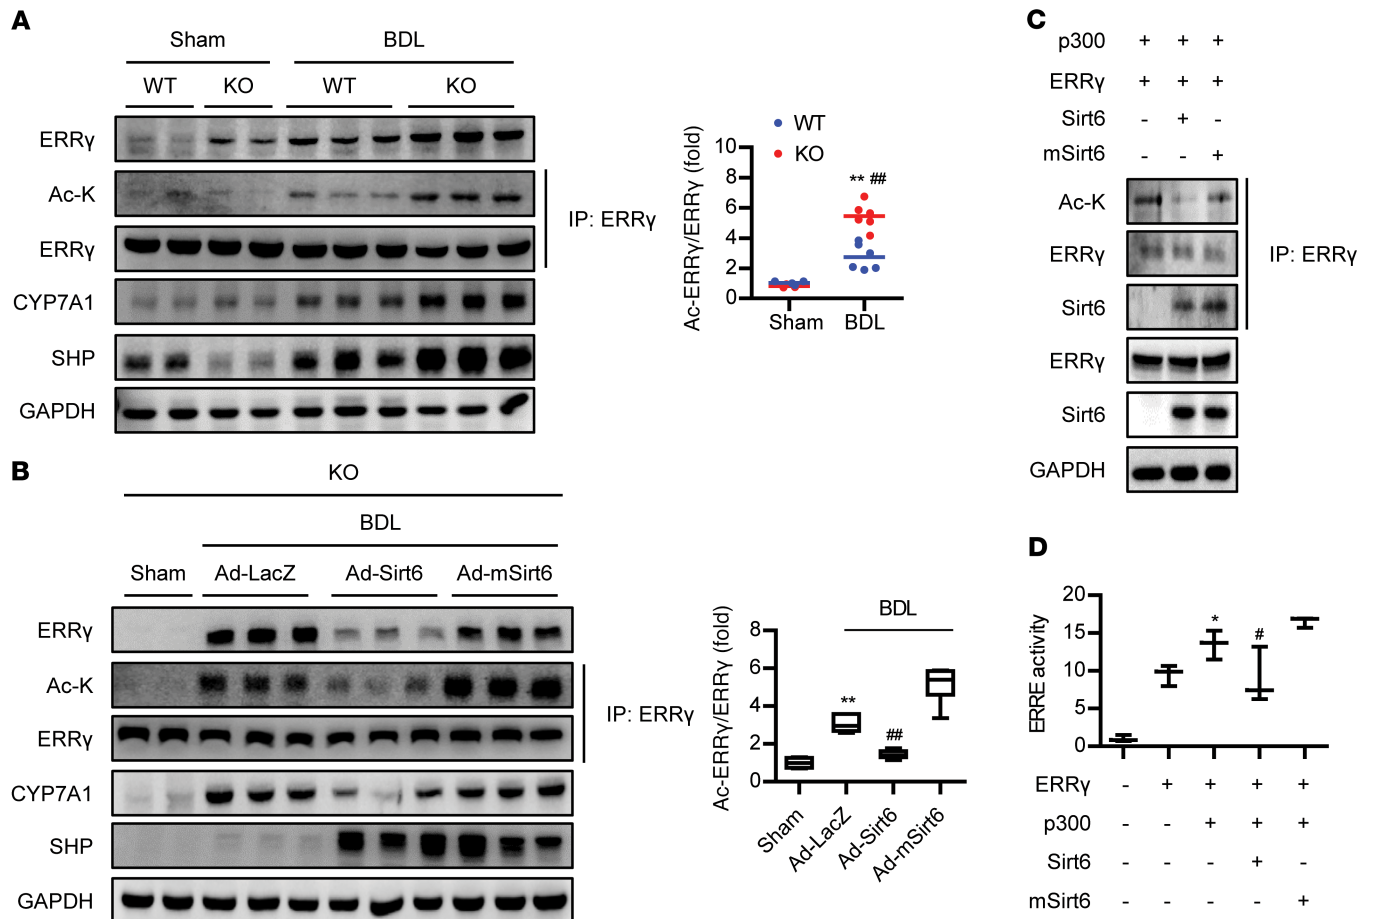 A
Sham BDL
WT KO WT KO
ERRγ
Ac-K
ERRγ
IP: ERRγ
CYP7A1
SHP
GAPDH
WT
KO
Ac-ERRγ/ERRγ (fold)
10
8
6
4
2
0
** ##
Sham BDL
B
KO
BDL
Sham Ad-LacZ Ad-Sirt6 Ad-mSirt6
ERRγ
Ac-K
ERRγ
IP: ERRγ
CYP7A1
SHP
GAPDH
BDL
Ac-ERRγ/ERRγ (fold)
8
6
4
2
0
**
##
Sham Ad-LacZ Ad-Sirt6 Ad-mSirt6
C
p300 + + +
ERRγ + + +
Sirt6 - + -
mSirt6 - - +
Ac-K
ERRγ
Sirt6
IP: ERRγ
ERRγ
Sirt6
GAPDH
D
ERRE activity
20
15
10
5
0
*
#
ERRγ - + + + +
p300 - - + + +
Sirt6 - - - + -
mSirt6 - - - - +